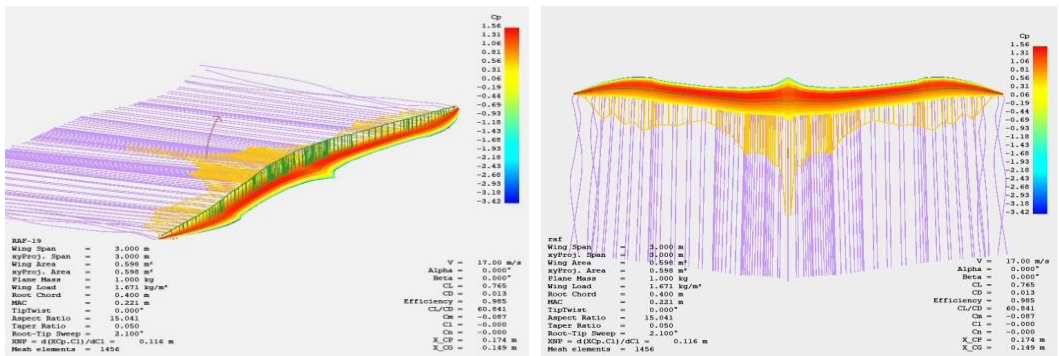 Cp
1.56
1.31
1.06
0.81
0.56
0.31
0.06
-0.19
-0.44
-0.69
-0.93
-1.18
-1.43
-1.68
-1.93
-2.18
-2.43
-2.68
-2.93
-3.18
-3.42
RAF-19
Wing Span = 3.000 m
xyProj. Span = 3.000 m
Wing Area = 0.598 m²
xyProj. Area = 0.598 m²
Plane Mass = 1.000 kg
Wing Load = 1.671 kg/m²
Root Chord = 0.400 m
MAC = 0.221 m
TipTwist = 0.000°
Aspect Ratio = 15.041
Taper Ratio = 0.050
Root-Tip Sweep = 2.100°
XNP = d(XCp.Cl)/dCl = 0.116 m
Mesh elements = 1456
V = 17.00 m/s
Alpha = 0.000°
Beta = 0.000°
CL = 0.765
CD = 0.013
Efficiency = 0.985
CL/CD = 60.841
Cm = -0.087
Cl = -0.000
Cn = -0.000
X_CP = 0.174 m
X_CG = 0.149 m
Cp
1.56
1.31
1.06
0.81
0.56
0.31
0.06
-0.19
-0.44
-0.69
-0.93
-1.18
-1.43
-1.68
-1.93
-2.18
-2.43
-2.68
-2.93
-3.18
-3.42
raf
Wing Span = 3.000 m
xyProj. Span = 3.000 m
Wing Area = 0.598 m²
xyProj. Area = 0.598 m²
Plane Mass = 1.000 kg
Wing Load = 1.671 kg/m²
Root Chord = 0.400 m
MAC = 0.221 m
TipTwist = 0.000°
Aspect Ratio = 15.041
Taper Ratio = 0.050
Root-Tip Sweep = 2.100°
XNP = d(XCp.Cl)/dCl = 0.116 m
Mesh elements = 1456
V = 17.00 m/s
Alpha = 0.000°
Beta = 0.000°
CL = 0.765
CD = 0.013
Efficiency = 0.985
CL/CD = 60.841
Cm = -0.087
Cl = -0.000
Cn = -0.000
X_CP = 0.174 m
X_CG = 0.149 m